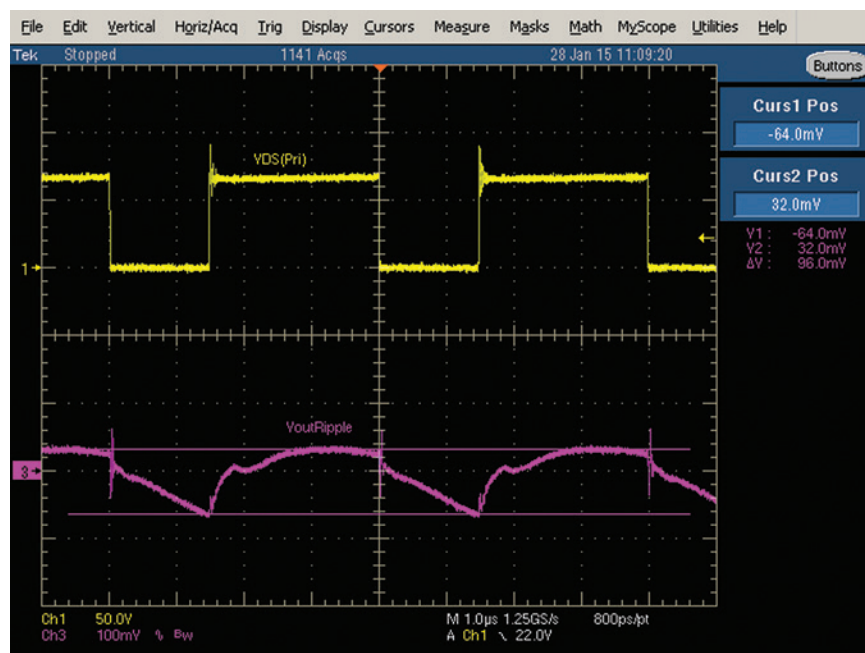 File Edit Vertical Horiz/Acq Trig Display Cursors Measure Masks Math MyScope Utilities Help
Tek Stopped 1141 Acqs 28 Jan 15 11:09:20
Buttons
Curs1 Pos
-64.0mV
Curs2 Pos
32.0mV
V1 : -64.0mV
V2 : 32.0mV
ΔV : 96.0mV
VDS(Pri)
1
VoutRipple
3
Ch1 50.0V M 1.0µs 1.25GS/s 800ps/pt
Ch3 100mV Bw A Ch1 22.0V